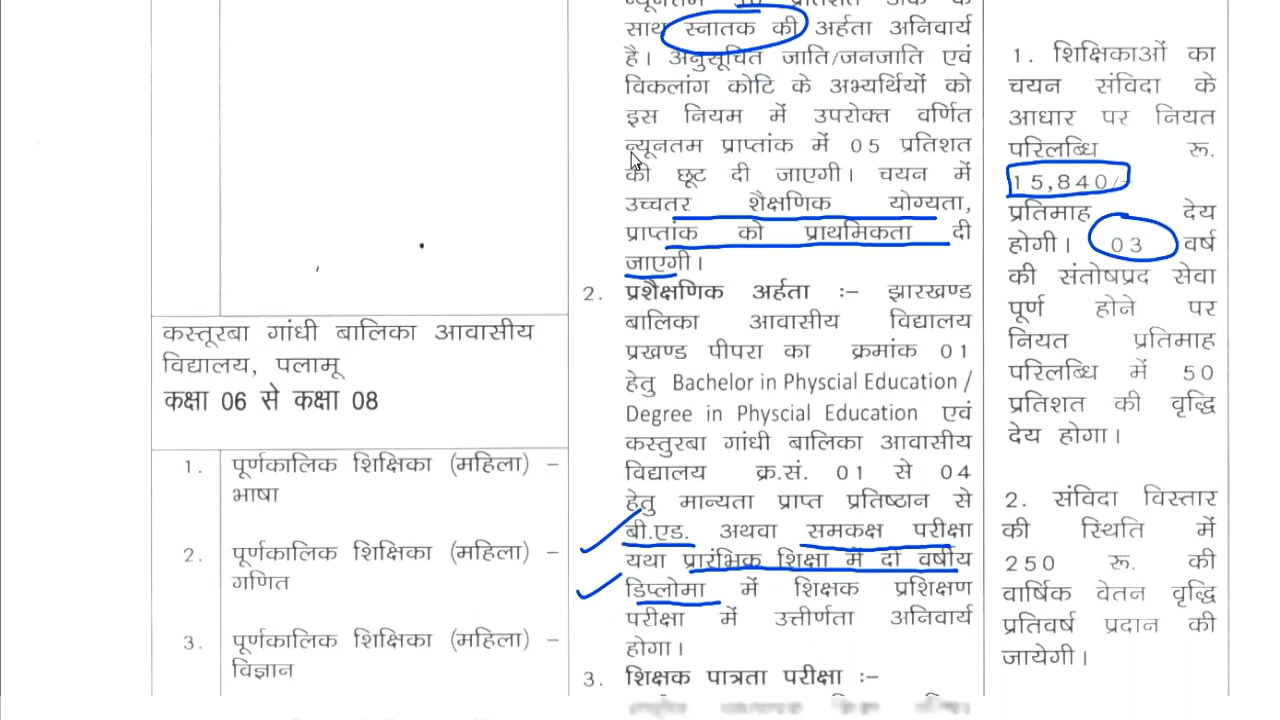 कस्तूरबा गांधी बालिका आवासीय
विद्यालय, पलामू
कक्षा 06 से कक्षा 08
1. पूर्णकालिक शिक्षिका (महिला) –
भाषा
2. पूर्णकालिक शिक्षिका (महिला) –
गणित
3. पूर्णकालिक शिक्षिका (महिला) –
विज्ञान
न्यूनतम 50 प्रतिशत अंक के
साथ स्नातक की अर्हता अनिवार्य
है। अनुसूचित जाति/जनजाति एवं
विकलांग कोटि के अभ्यर्थियों को
इस नियम में उपरोक्त वर्णित
न्यूनतम प्राप्तांक में 05 प्रतिशत
की छूट दी जाएगी। चयन में
उच्चतर शैक्षणिक योग्यता,
प्राप्तांक को प्राथमिकता दी
जाएगी।
2. प्रशैक्षणिक अर्हता :– झारखण्ड
बालिका आवासीय विद्यालय
प्रखण्ड पीपरा का क्रमांक 01
हेतु Bachelor in Physcial Education /
Degree in Physcial Education एवं
कस्तुरबा गांधी बालिका आवासीय
विद्यालय क्र.सं. 01 से 04
हेतु मान्यता प्राप्त प्रतिष्ठान से
बी.एड. अथवा समकक्ष परीक्षा
यथा प्रारंभिक शिक्षा में दो वर्षीय
डिप्लोमा में शिक्षक प्रशिक्षण
परीक्षा में उत्तीर्णता अनिवार्य
होगा।
3. शिक्षक पात्रता परीक्षा :–
1. शिक्षिकाओं का
चयन संविदा के
आधार पर नियत
परिलब्धि रू.
15,840/-
प्रतिमाह देय
होगी। 03 वर्ष
की संतोषप्रद सेवा
पूर्ण होने पर
नियत प्रतिमाह
परिलब्धि में 50
प्रतिशत की वृद्धि
देय होगा।
2. संविदा विस्तार
की स्थिति में
250 रू. की
वार्षिक वेतन वृद्धि
प्रतिवर्ष प्रदान की
जायेगी।